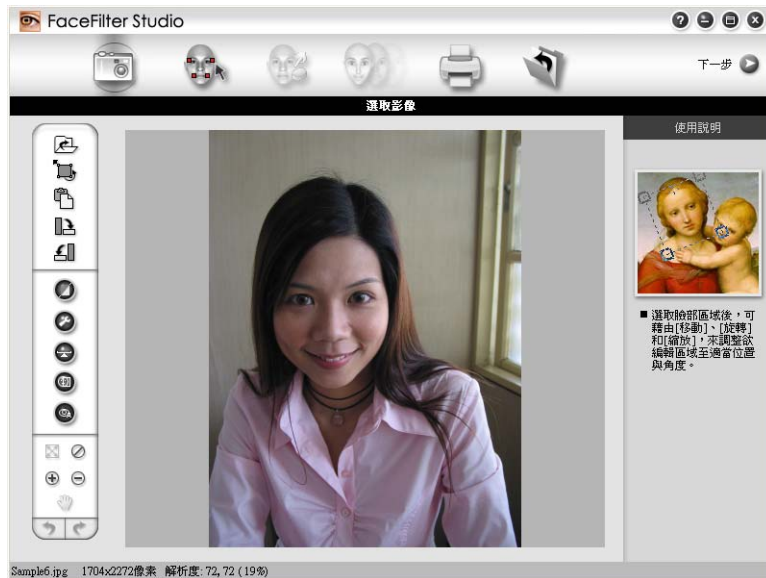 FaceFilter Studio
下一步
選取影像
使用說明
■ 選取臉部區域後，可
藉由[移動]、[旋轉]
和[縮放]，來調整欲
編輯區域至適當位置
與角度。
Sample6.jpg 1704x2272像素 解析度: 72, 72 ( 19%)